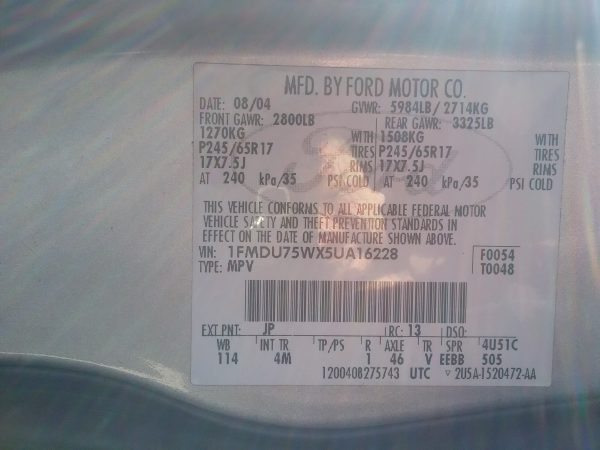 MFD. BY FORD MOTOR CO.
DATE: 08/04 GVWR: 5984LB/ 2714KG
FRONT GAWR: 2800LB REAR GAWR: 3325LB
1270KG WITH 1508KG WITH
P245/65R17 TIRES P245/65R17 TIRES
17X7.5J RIMS 17X7.5J RIMS
AT 240 kPa/35 PSI COLD AT 240 kPa/35 PSI COLD
THIS VEHICLE CONFORMS TO ALL APPLICABLE FEDERAL MOTOR
VEHICLE SAFETY AND THEFT PREVENTION STANDARDS IN
EFFECT ON THE DATE OF MANUFACTURE SHOWN ABOVE.
VIN: 1FMDU75WX5UA16228 F0054
TYPE: MPV T0048
EXT PNT: JP RC: 13 DSO:
WB INT TR TP/PS R AXLE TR SPR 4U51C
114 4M 1 46 V EEBB 505
1200408275743 UTC ▽ 2U5A-1520472-AA
Ford